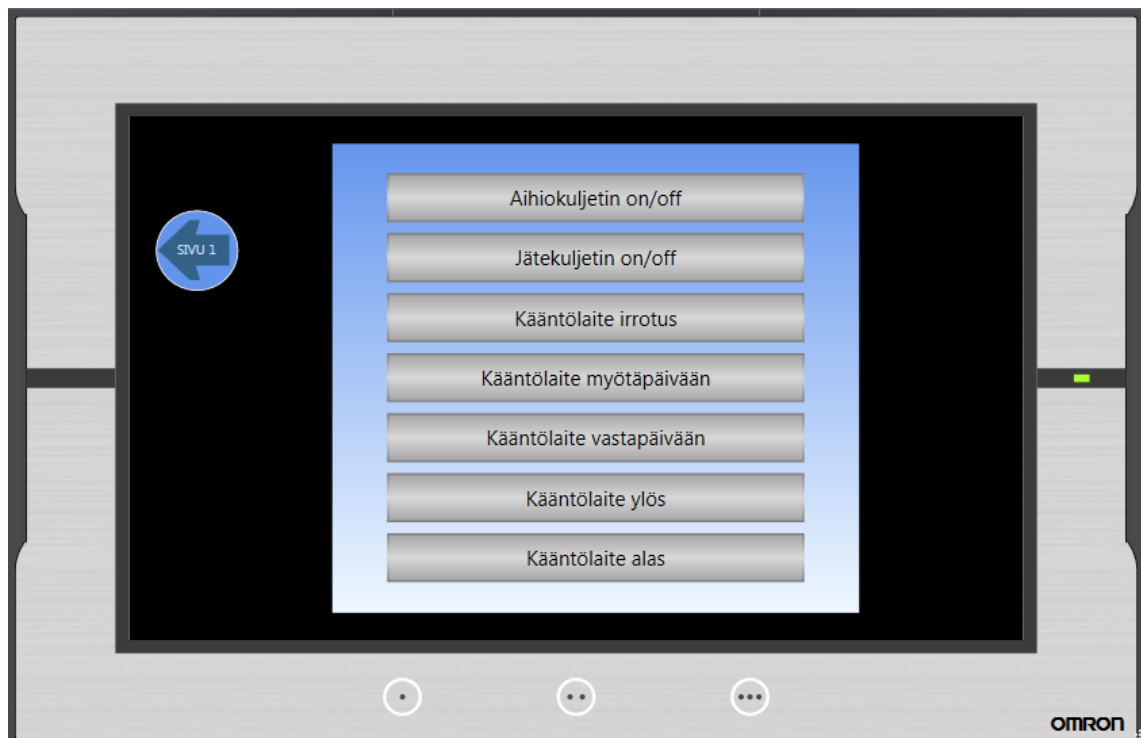 Aihiokuljetin on/off
SIVU 1
Jätekuljetin on/off
Kääntölaite irrotus
Kääntölaite myötäpäivään
Kääntölaite vastapäivään
Kääntölaite ylös
Kääntölaite alas
OMRON